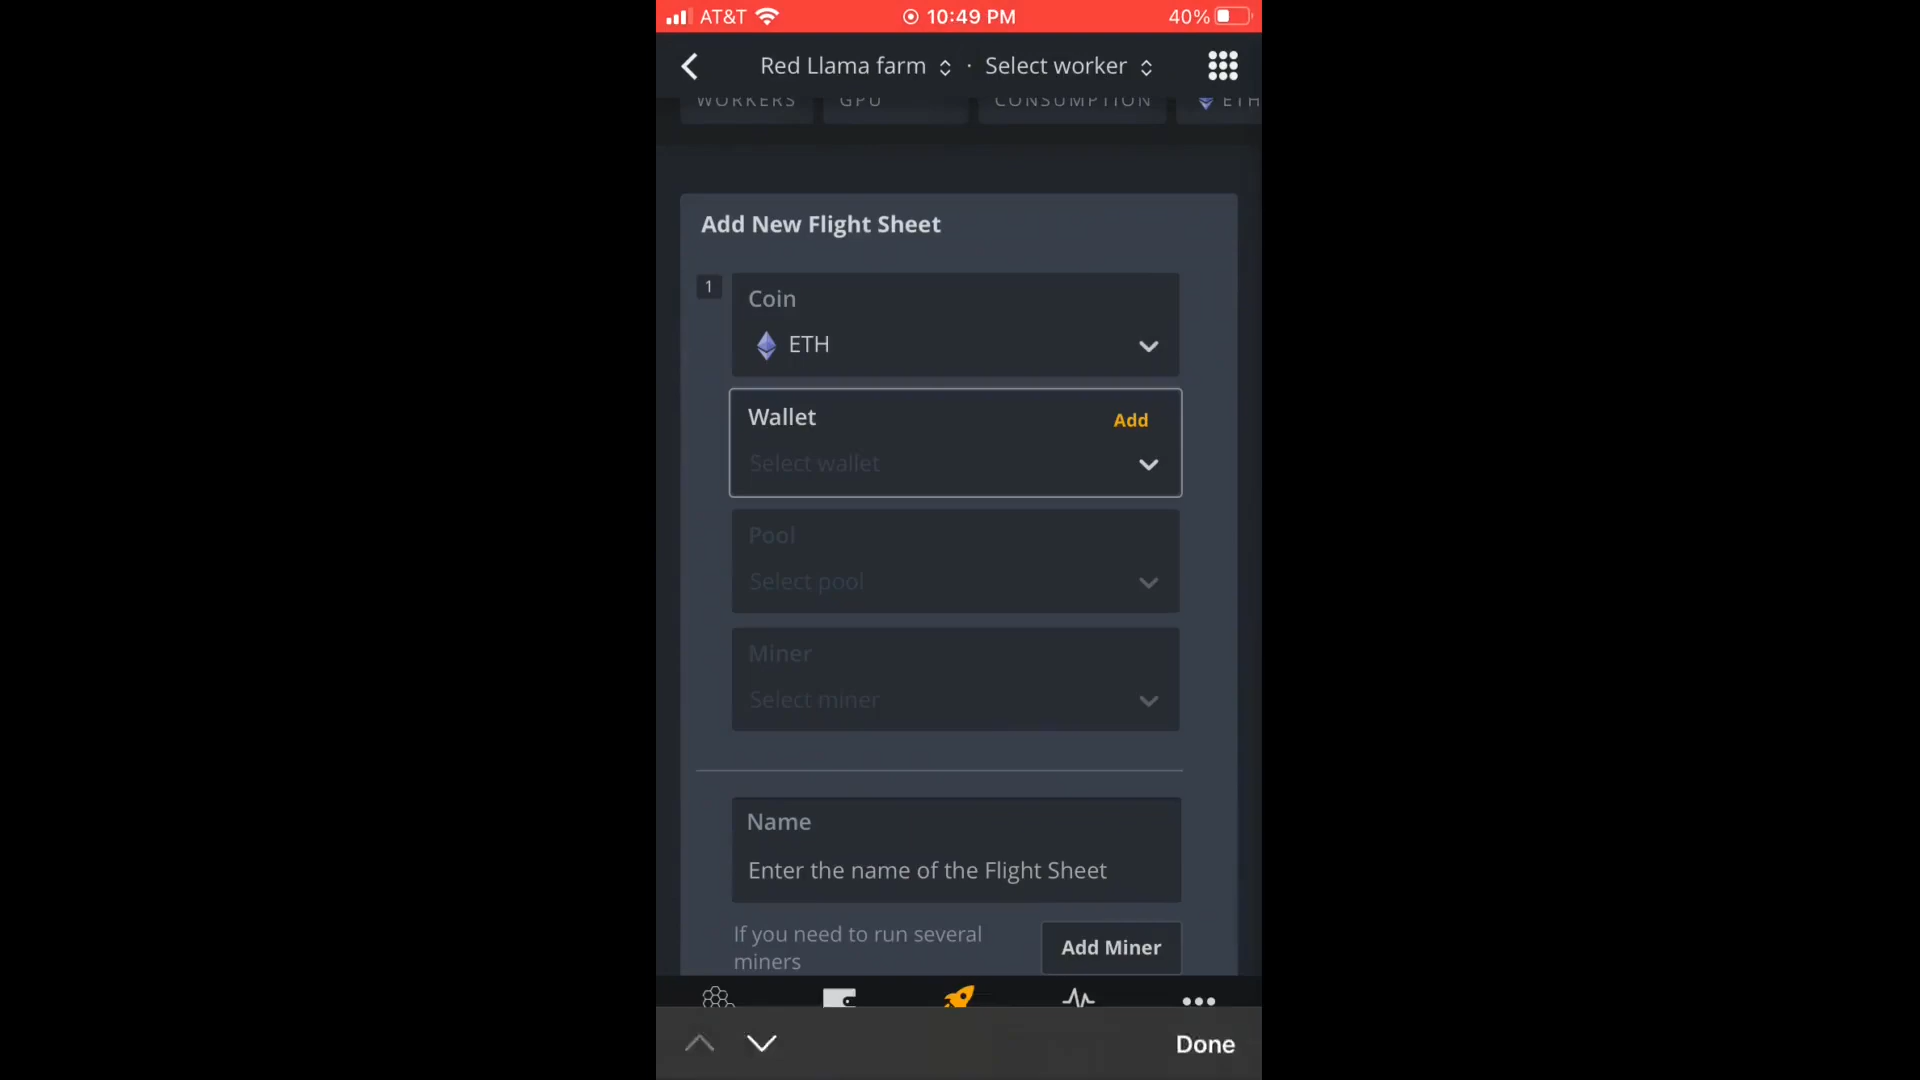 AT&T 10:49 PM 40%
Red Llama farm · Select worker
WORKERS GPU CONSUMPTION ETH
Add New Flight Sheet
1
Coin
ETH
Wallet Add
Select wallet
Pool
Select pool
Miner
Select miner
Name
Enter the name of the Flight Sheet
If you need to run several
miners
Add Miner
Done